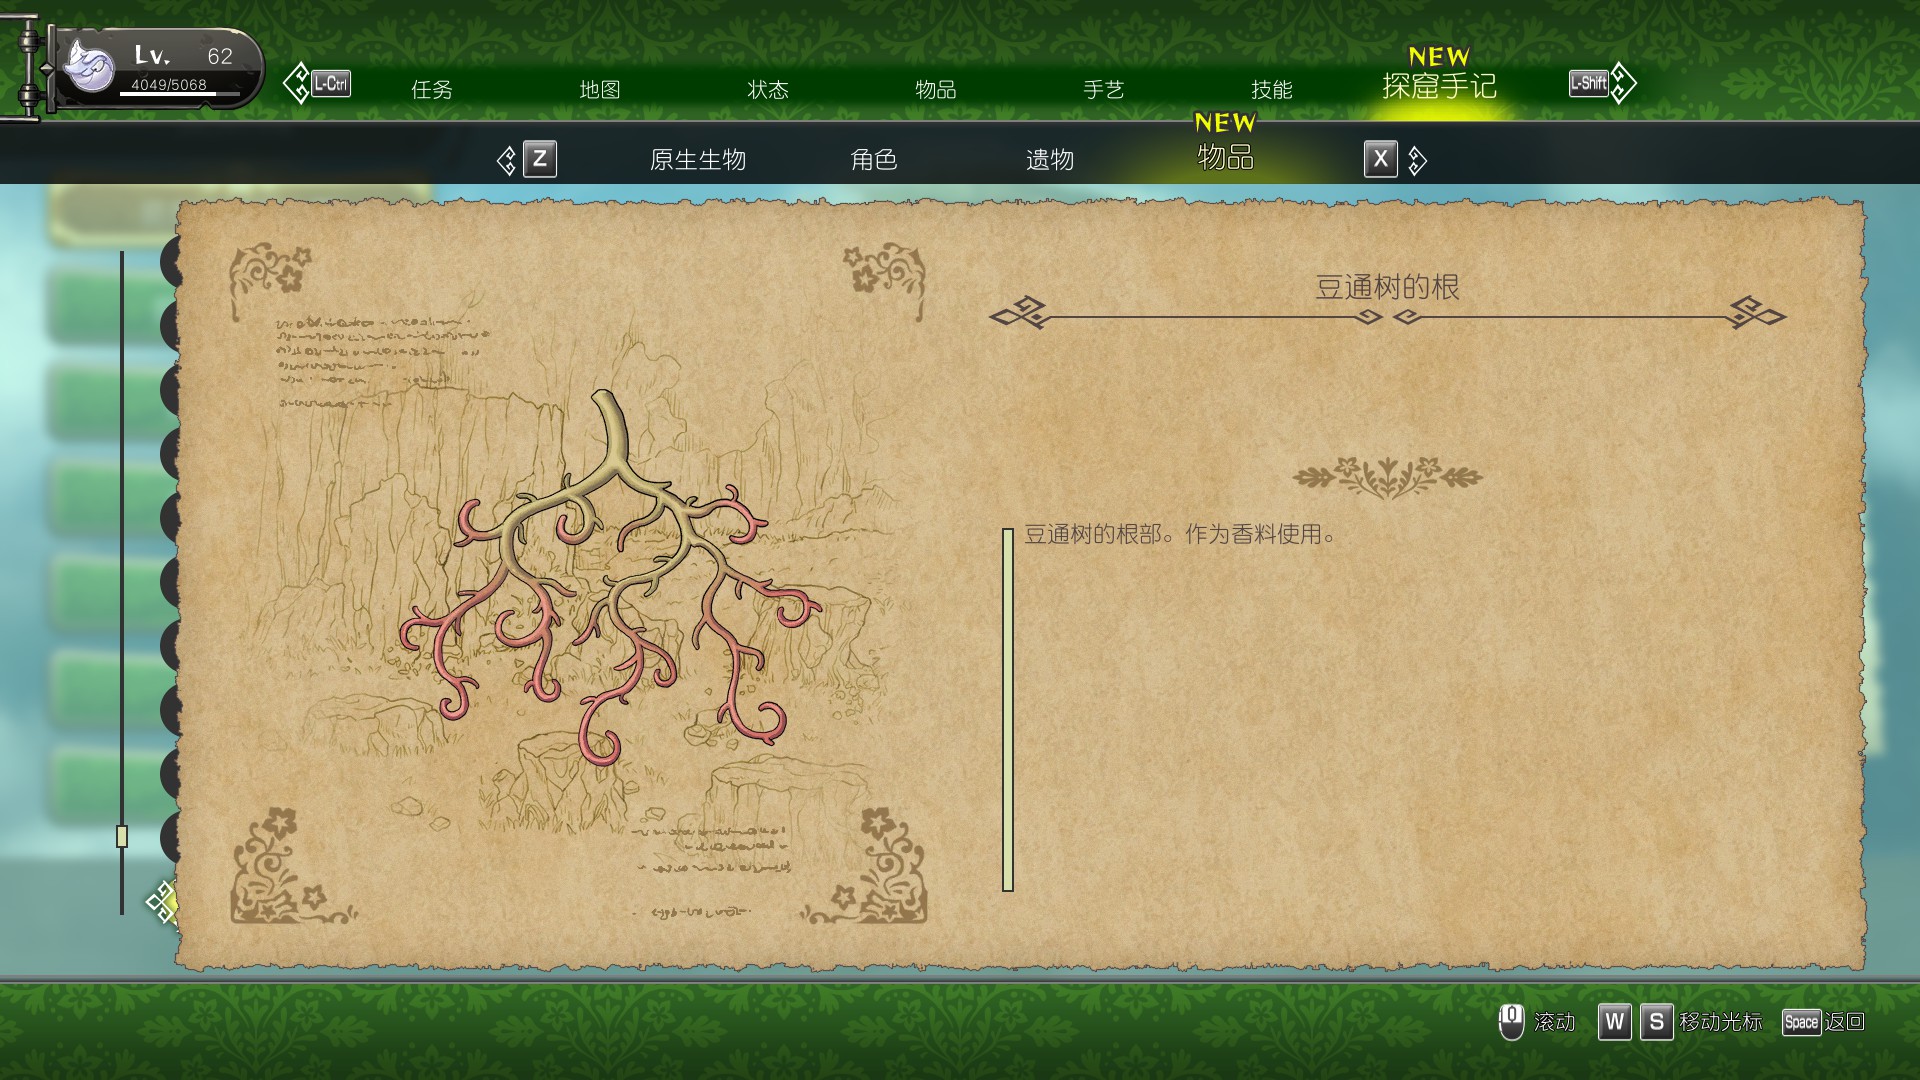 Lv. 62
4049/5068
L-Ctrl
任务
地图
状态
物品
手艺
技能
NEW
探窟手记
L-Shift
Z
原生生物
角色
遗物
NEW
物品
X
豆通树的根
豆通树的根部。作为香料使用。
滚动
W S 移动光标
Space 返回